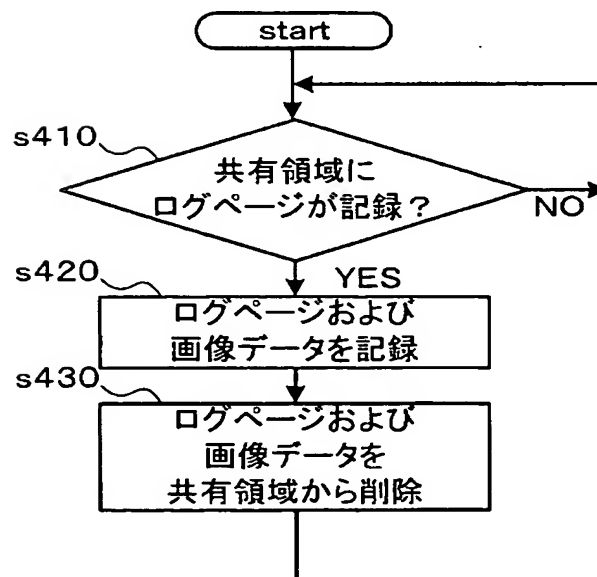 start
s410
共有領域に
ログページが記録？
NO
YES
s420
ログページおよび
画像データを記録
s430
ログページおよび
画像データを
共有領域から削除